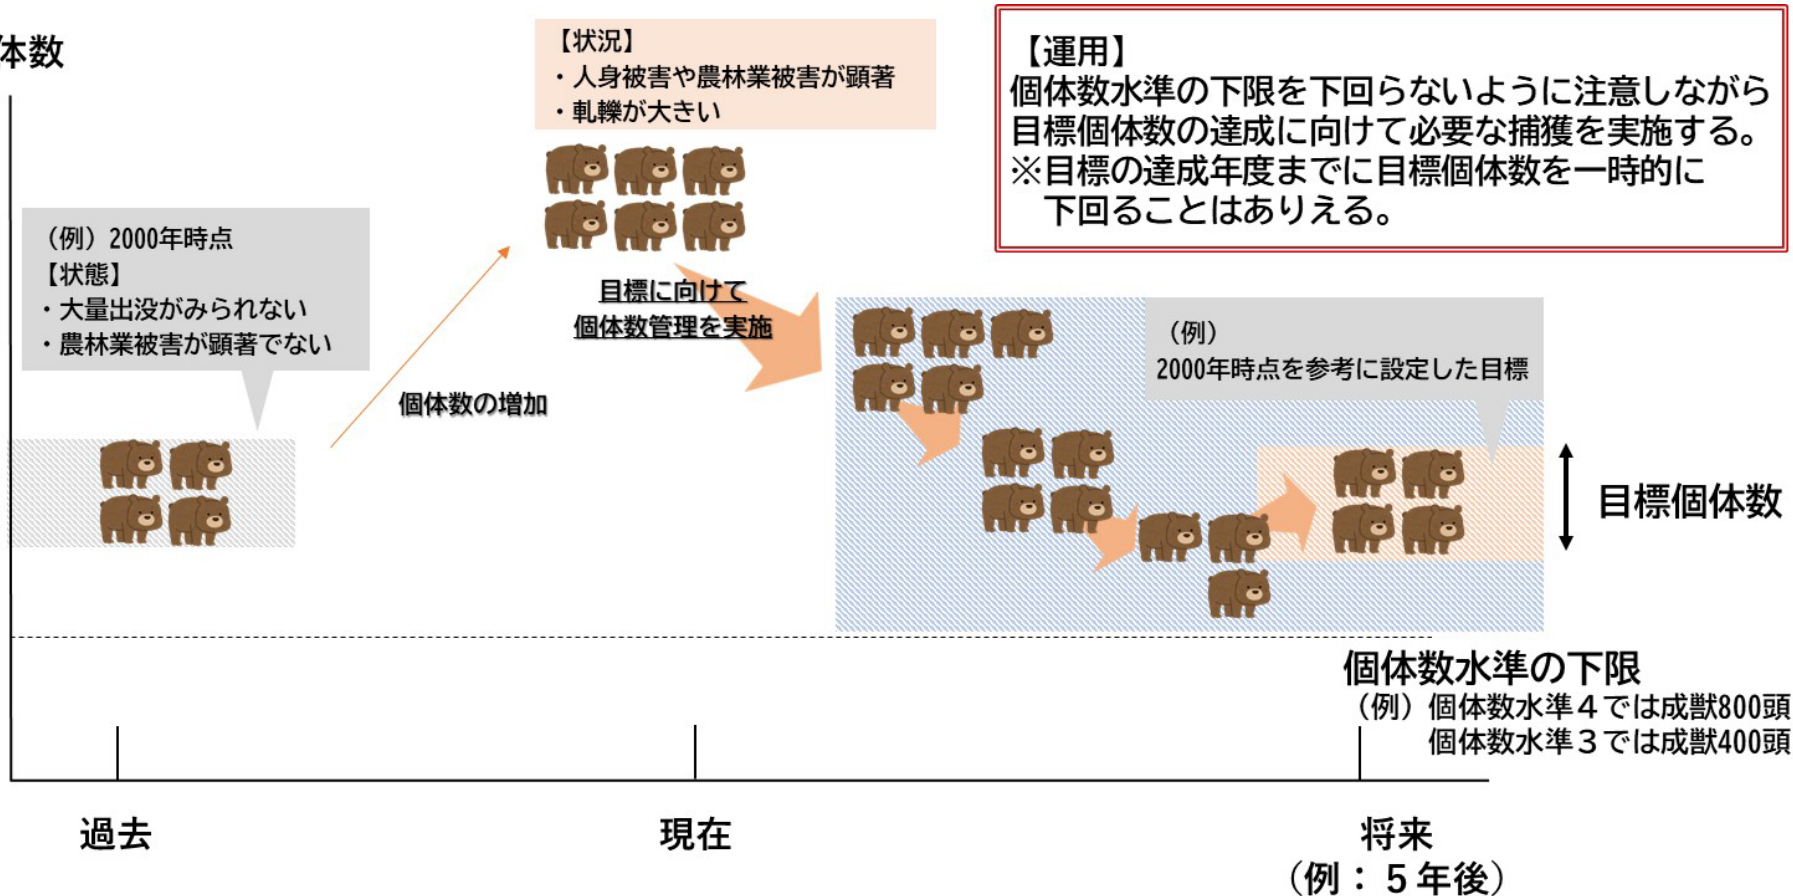 体数
【状況】
・人身被害や農林業被害が顕著
・軋轢が大きい
【運用】
個体数水準の下限を下回らないように注意しながら
目標個体数の達成に向けて必要な捕獲を実施する。
※目標の達成年度までに目標個体数を一時的に
下回ることはありえる。
（例）2000年時点
【状態】
・大量出没がみられない
・農林業被害が顕著でない
個体数の増加
目標に向けて
個体数管理を実施
（例）
2000年時点を参考に設定した目標
目標個体数
個体数水準の下限
（例）個体数水準４では成獣800頭
個体数水準３では成獣400頭
過去
現在
将来
（例：５年後）